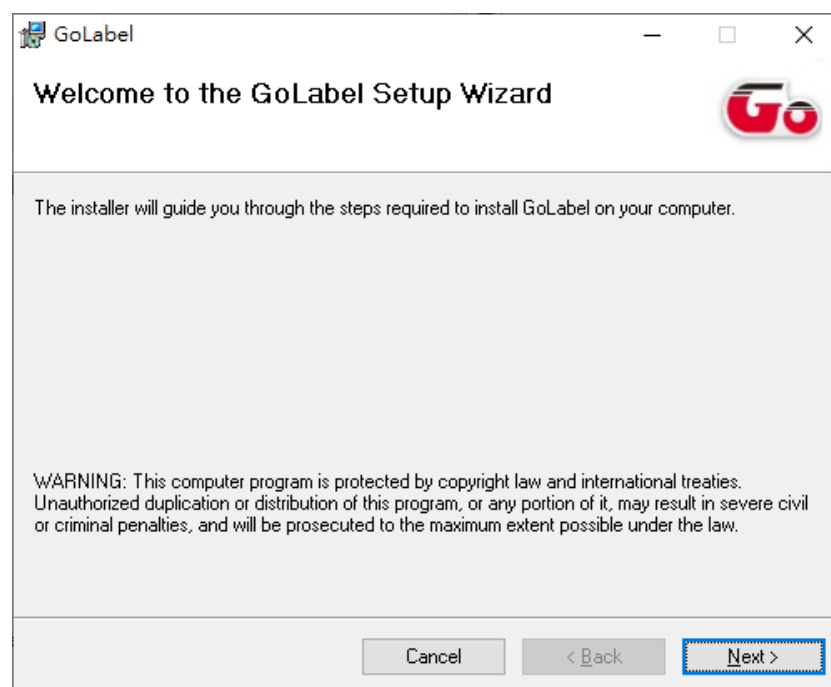 GoLabel
Welcome to the GoLabel Setup Wizard
Go
The installer will guide you through the steps required to install GoLabel on your computer.
WARNING: This computer program is protected by copyright law and international treaties.
Unauthorized duplication or distribution of this program, or any portion of it, may result in severe civil
or criminal penalties, and will be prosecuted to the maximum extent possible under the law.
Cancel
< Back
Next >